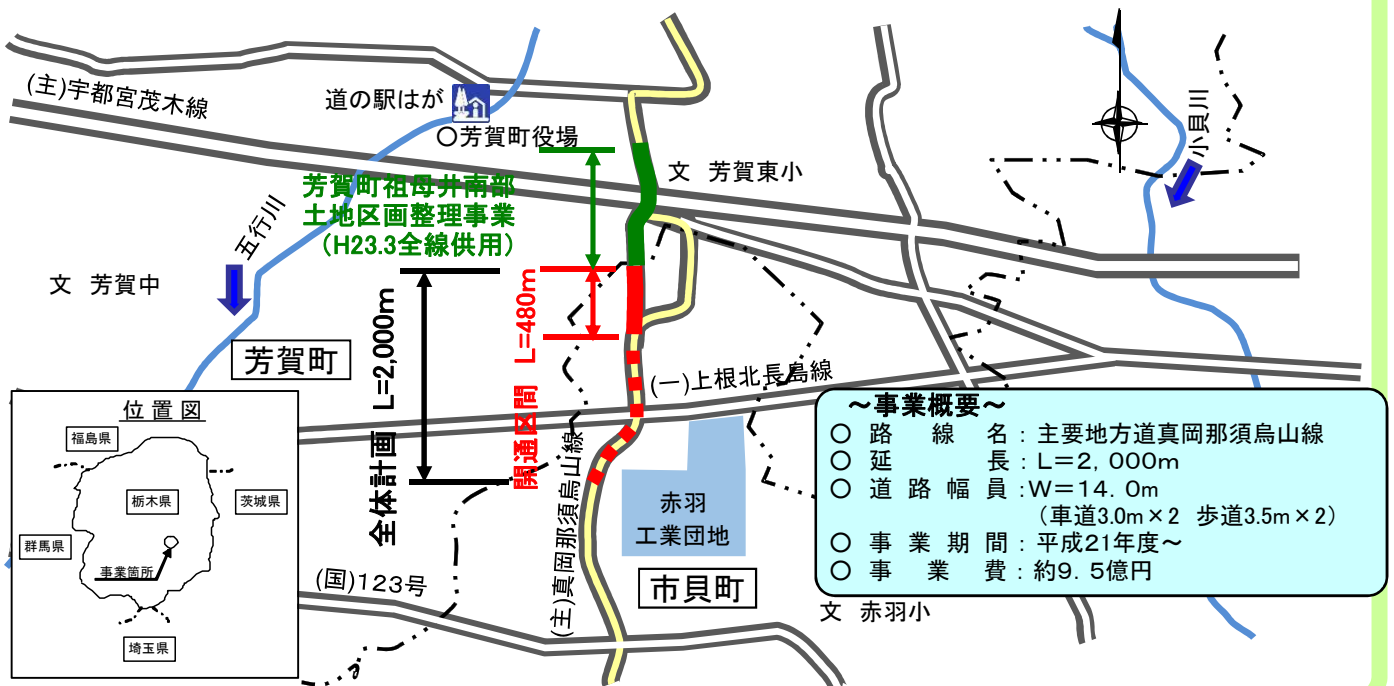 (主)宇都宮茂木線
道の駅はが
○芳賀町役場
小貝川
文 芳賀東小
芳賀町祖母井南部
土地区画整理事業
(H23.3全線供用)
五行川
文 芳賀中
全体計画 L=2,000m
開通区間 L=480m
芳賀町
(一)上根北長島線
(主)真岡那須烏山線
赤羽
工業団地
市貝町
(国)123号
文 赤羽小
位置図
福島県
栃木県
茨城県
群馬県
事業箇所
埼玉県
～事業概要～
○ 路線名：主要地方道真岡那須烏山線
○ 延長：L=2,000m
○ 道路幅員：W=14.0m
(車道3.0m×2 歩道3.5m×2)
○ 事業期間：平成21年度～
○ 事業費：約9.5億円